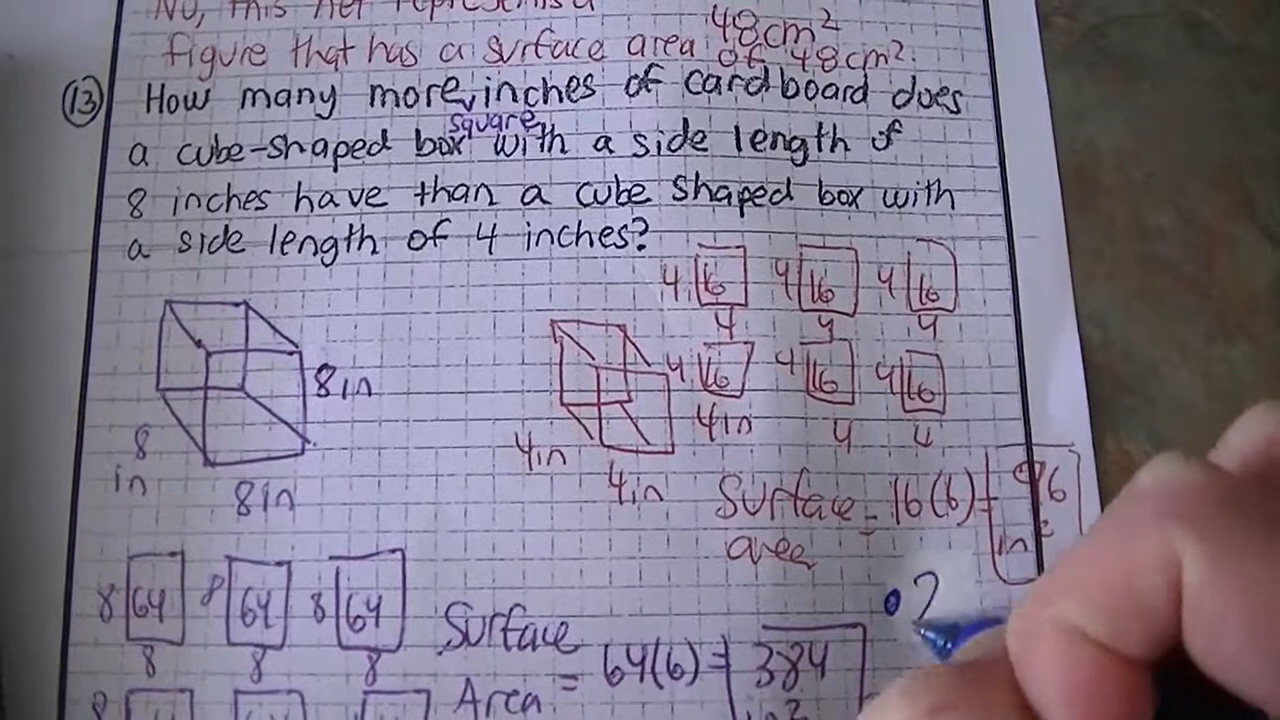 No, this net represents a
48cm²
figure that has a surface area of 48cm².
13 How many more inches of cardboard does
square
a cube-shaped box with a side length of
8 inches have than a cube shaped box with
a side length of 4 inches?
4 16 4 16 4 16
4 4 4
4 16 4 16 4 16
4in 4 4
8in
8
in
8in
4in
4in
Surface area = 16(6) = 96 in²
8 64 8 64 8 64
8 8 8
Surface Area = 64(6) = 384 in²
8